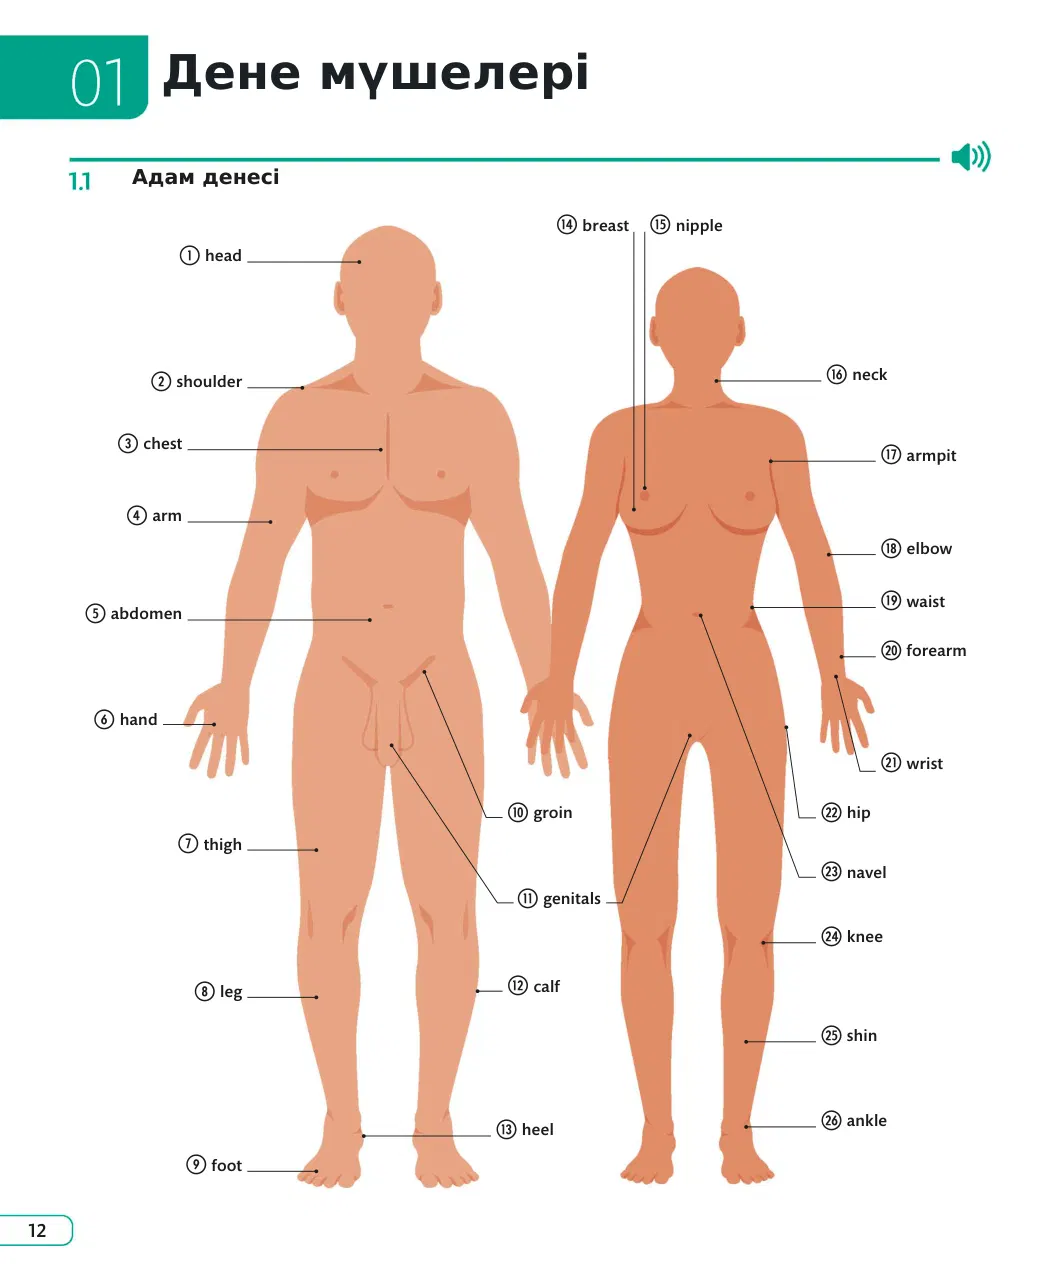 01 Дене мүшелері
1.1 Адам денесі
1 head
2 shoulder
3 chest
4 arm
5 abdomen
6 hand
7 thigh
8 leg
9 foot
10 groin
11 genitals
12 calf
13 heel
14 breast
15 nipple
16 neck
17 armpit
18 elbow
19 waist
20 forearm
21 wrist
22 hip
23 navel
24 knee
25 shin
26 ankle
12